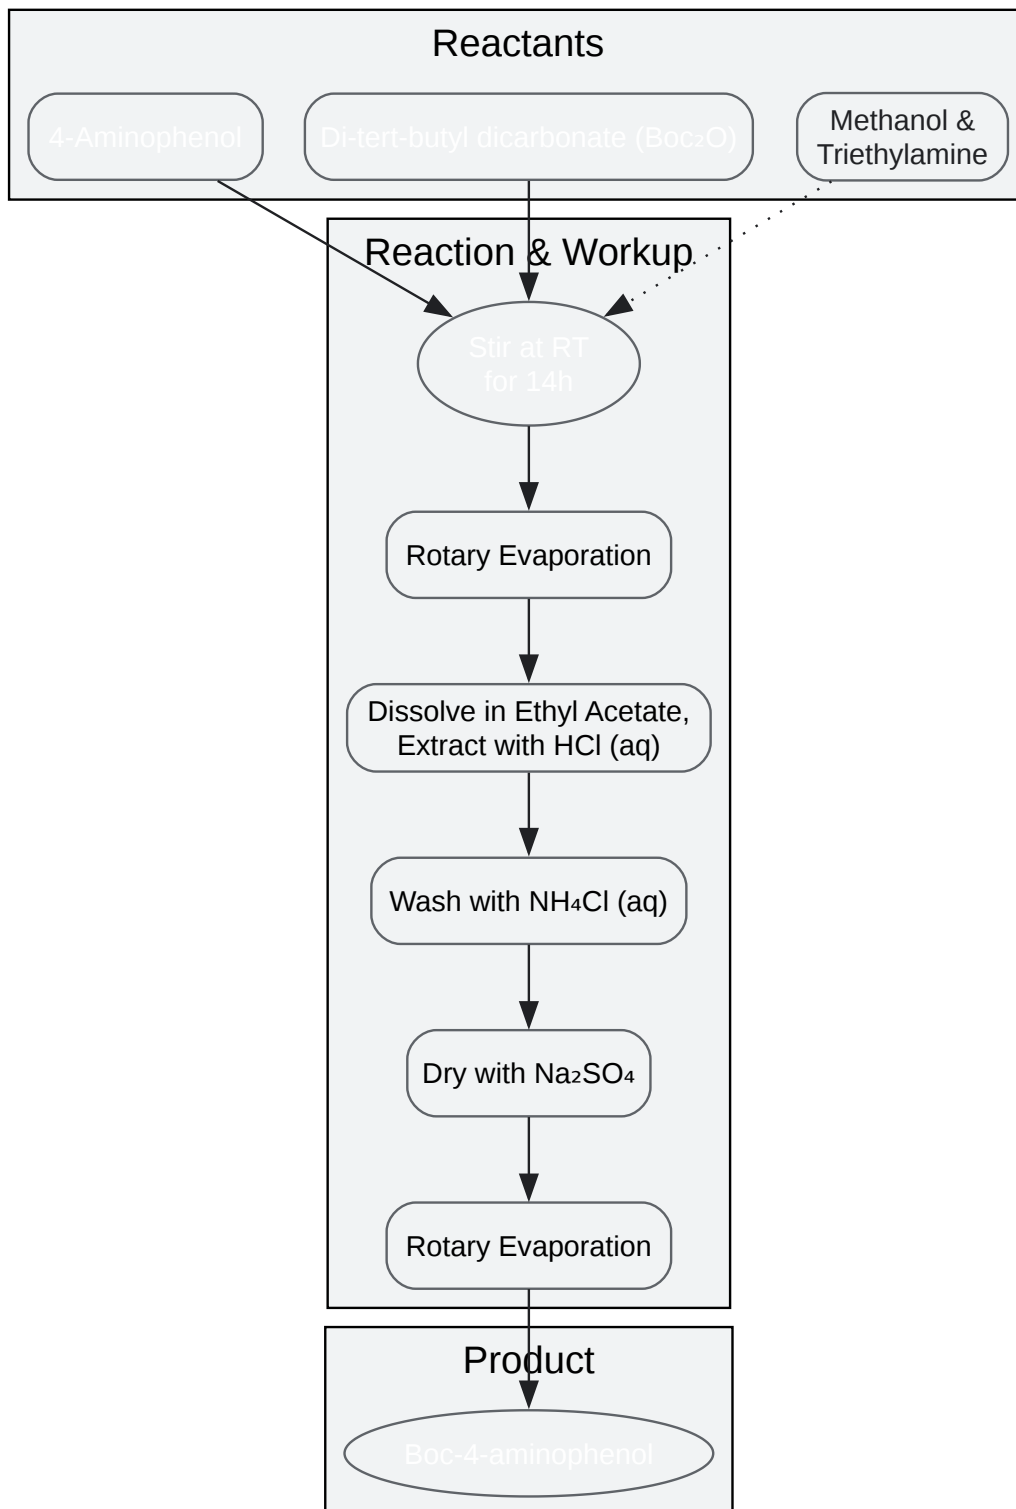 Reactants
4-Aminophenol
Di-tert-butyl dicarbonate (Boc₂O)
Methanol &
Triethylamine
Reaction & Workup
Stir at RT
for 14h
Rotary Evaporation
Dissolve in Ethyl Acetate,
Extract with HCl (aq)
Wash with NH₄Cl (aq)
Dry with Na₂SO₄
Rotary Evaporation
Product
Boc-4-aminophenol